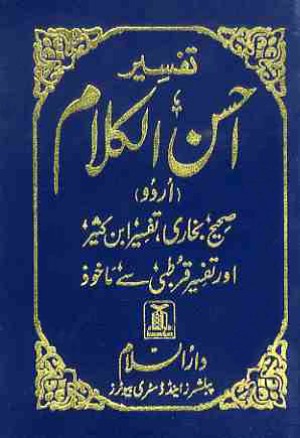 تفسیر
احسن الکلام
(اردو)
صحیح بخاری، تفسیر ابن کثیر
اور تفسیر قرطبی سے ماخوذ
دارالسلام
پبلشرز اینڈ ڈسٹری بیوٹرز